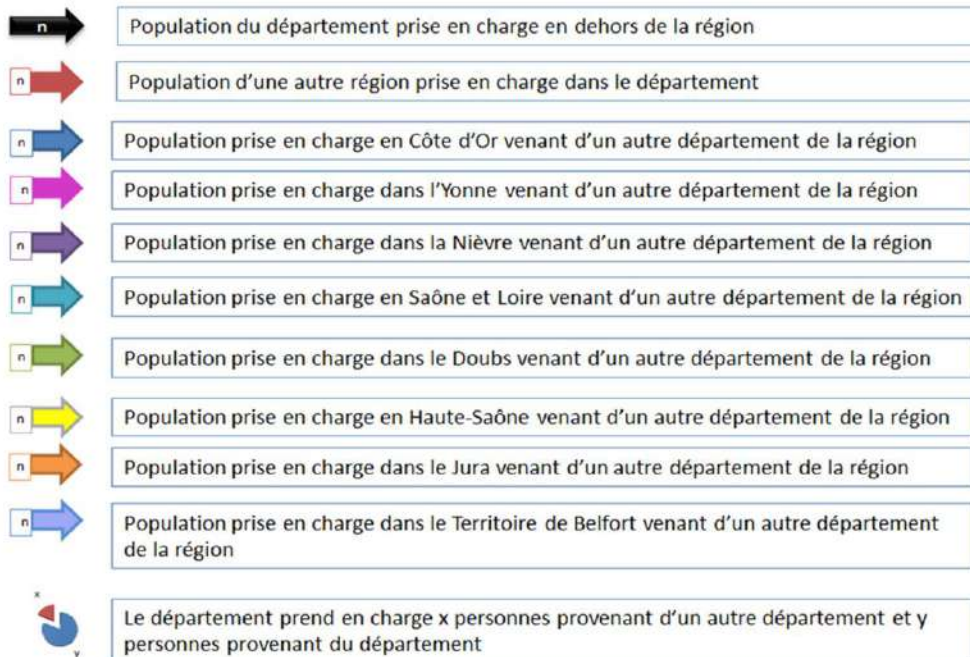 n Population du département prise en charge en dehors de la région
n Population d'une autre région prise en charge dans le département
n Population prise en charge en Côte d'Or venant d'un autre département de la région
n Population prise en charge dans l'Yonne venant d'un autre département de la région
n Population prise en charge dans la Nièvre venant d'un autre département de la région
n Population prise en charge en Saône et Loire venant d'un autre département de la région
n Population prise en charge dans le Doubs venant d'un autre département de la région
n Population prise en charge en Haute-Saône venant d'un autre département de la région
n Population prise en charge dans le Jura venant d'un autre département de la région
n Population prise en charge dans le Territoire de Belfort venant d'un autre département
de la région
x
Le département prend en charge x personnes provenant d'un autre département et y
personnes provenant du département
y